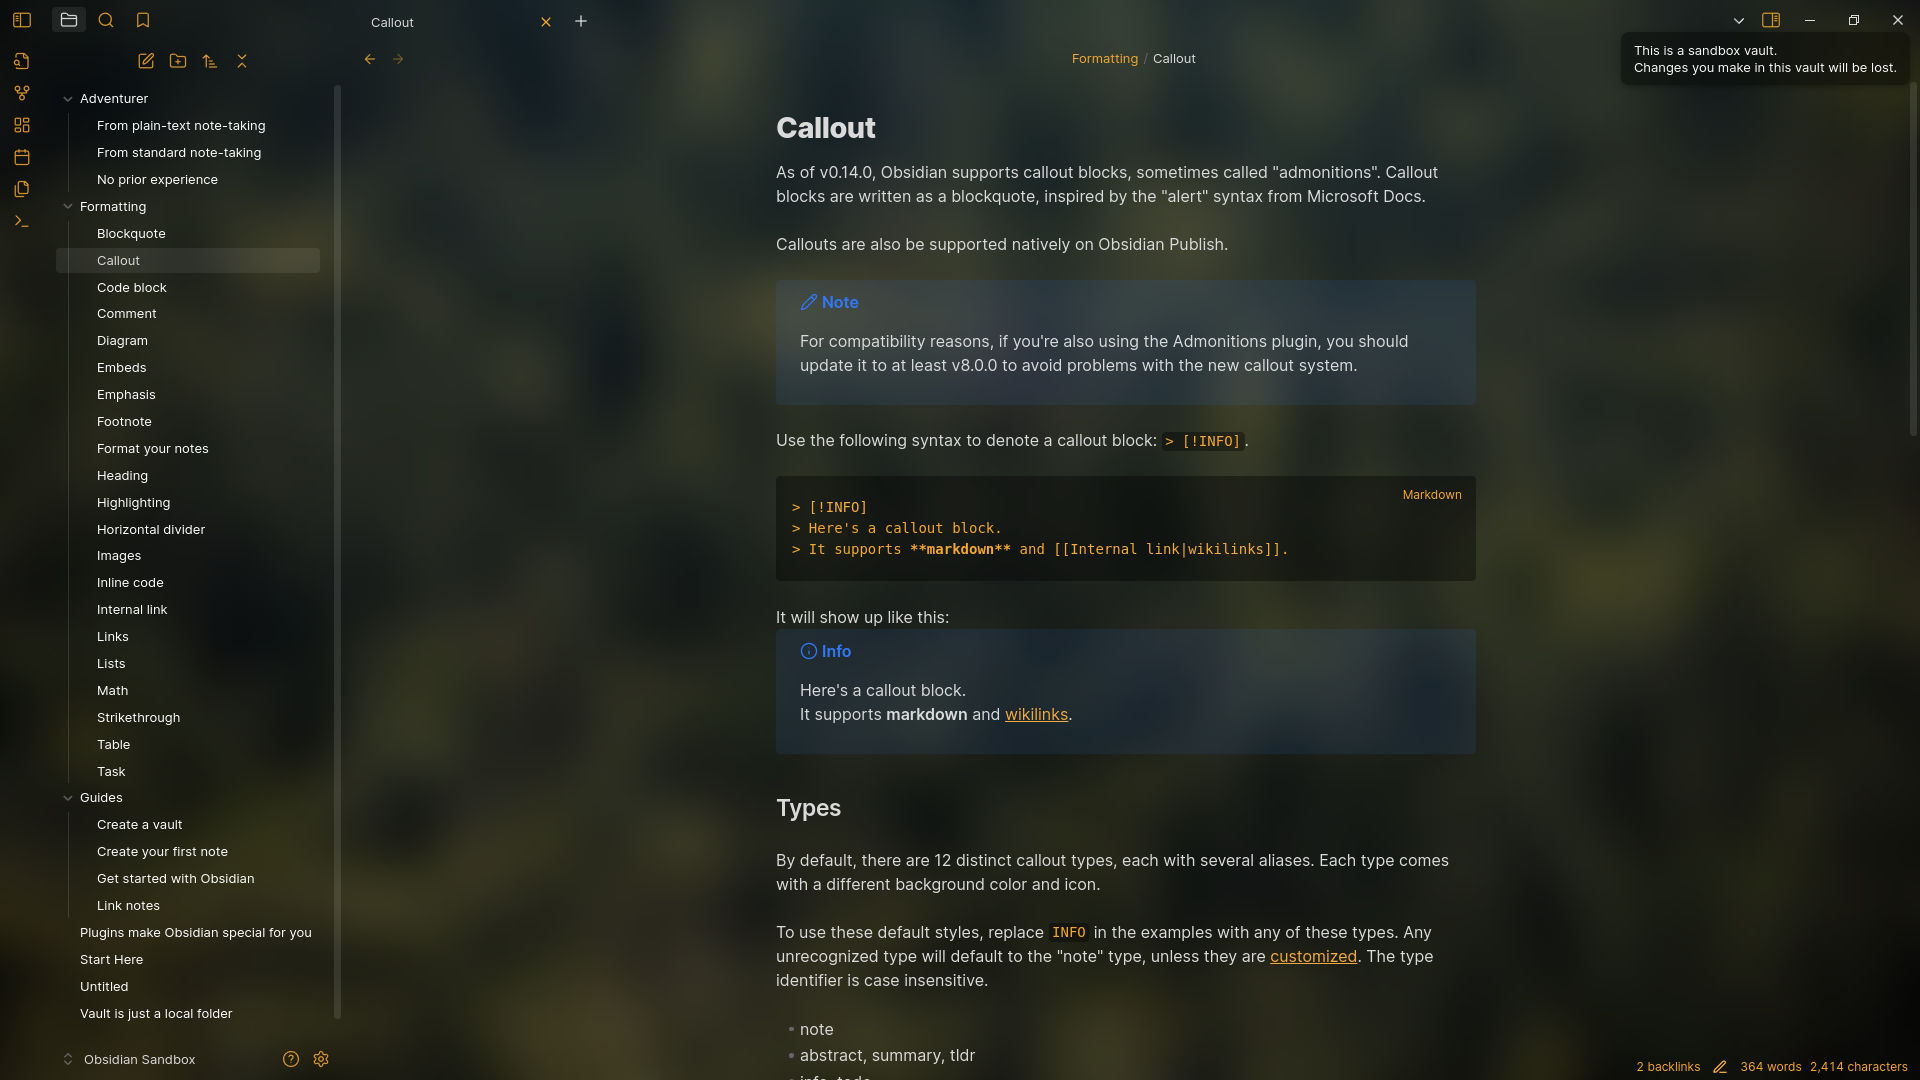 Callout
This is a sandbox vault.
Changes you make in this vault will be lost.
Formatting / Callout
Adventurer
From plain-text note-taking
From standard note-taking
No prior experience
Formatting
Blockquote
Callout
Code block
Comment
Diagram
Embeds
Emphasis
Footnote
Format your notes
Heading
Highlighting
Horizontal divider
Images
Inline code
Internal link
Links
Lists
Math
Strikethrough
Table
Task
Guides
Create a vault
Create your first note
Get started with Obsidian
Link notes
Plugins make Obsidian special for you
Start Here
Untitled
Vault is just a local folder
Obsidian Sandbox
Callout
As of v0.14.0, Obsidian supports callout blocks, sometimes called "admonitions". Callout
blocks are written as a blockquote, inspired by the "alert" syntax from Microsoft Docs.
Callouts are also be supported natively on Obsidian Publish.
Note
For compatibility reasons, if you're also using the Admonitions plugin, you should
update it to at least v8.0.0 to avoid problems with the new callout system.
Use the following syntax to denote a callout block: > [!INFO].
Markdown
> [!INFO]
> Here's a callout block.
> It supports **markdown** and [[Internal link|wikilinks]].
It will show up like this:
Info
Here's a callout block.
It supports markdown and wikilinks.
Types
By default, there are 12 distinct callout types, each with several aliases. Each type comes
with a different background color and icon.
To use these default styles, replace INFO in the examples with any of these types. Any
unrecognized type will default to the "note" type, unless they are customized. The type
identifier is case insensitive.
• note
• abstract, summary, tldr
2 backlinks 364 words 2,414 characters